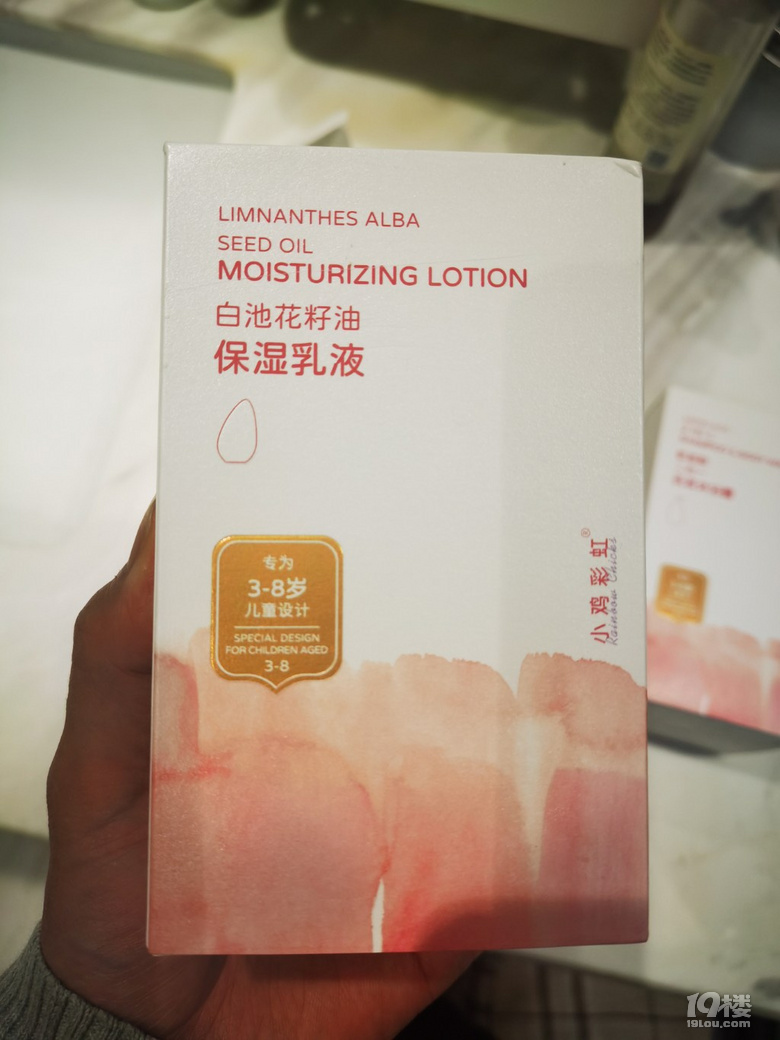 LIMNANTHES ALBA
SEED OIL
MOISTURIZING LOTION
白池花籽油
保湿乳液
专为
3-8岁
儿童设计
SPECIAL DESIGN
FOR CHILDREN AGED
3-8
小鸡彩虹®
Rainbow Chicks
19楼
19lou.com